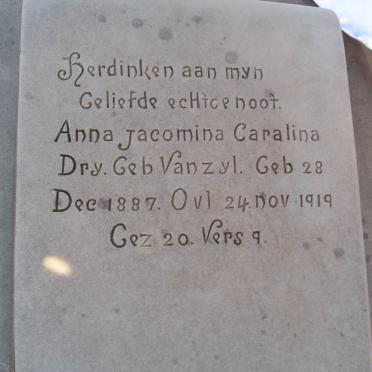 Herdinken aan myn
Geliefde echtgenoot.
Anna Jacomina Caralina
Dry. Geb Van zyl. Geb 28
Dec 1887. Ovl 24. nov 1919
Gez 20. Vers 9.